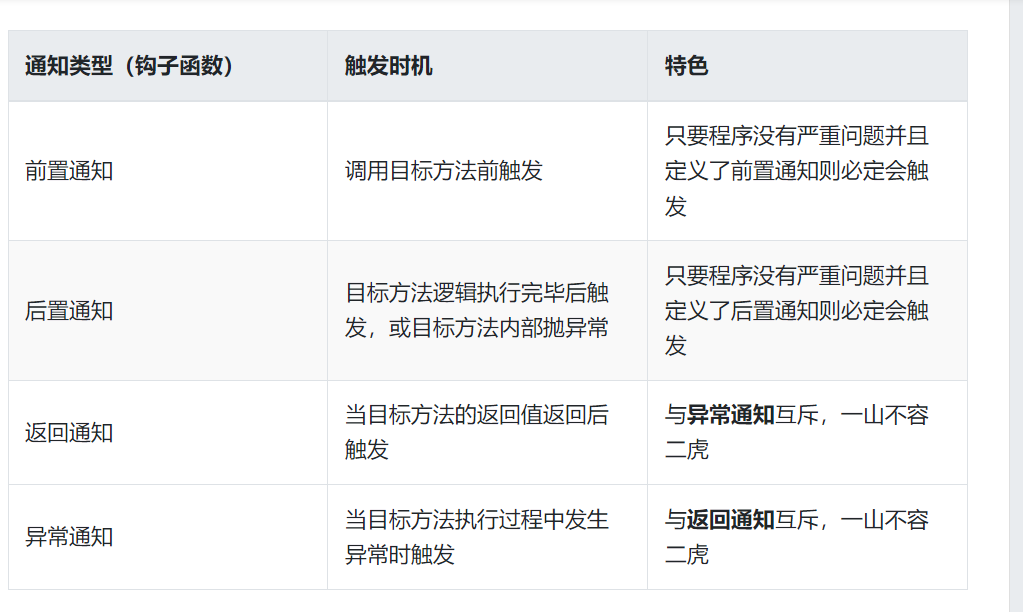 通知类型（钩子函数）
触发时机
特色
前置通知
调用目标方法前触发
只要程序没有严重问题并且
定义了前置通知则必定会触
发
后置通知
目标方法逻辑执行完毕后触
发，或目标方法内部抛异常
只要程序没有严重问题并且
定义了后置通知则必定会触
发
返回通知
当目标方法的返回值返回后
触发
与异常通知互斥，一山不容
二虎
异常通知
当目标方法执行过程中发生
异常时触发
与返回通知互斥，一山不容
二虎